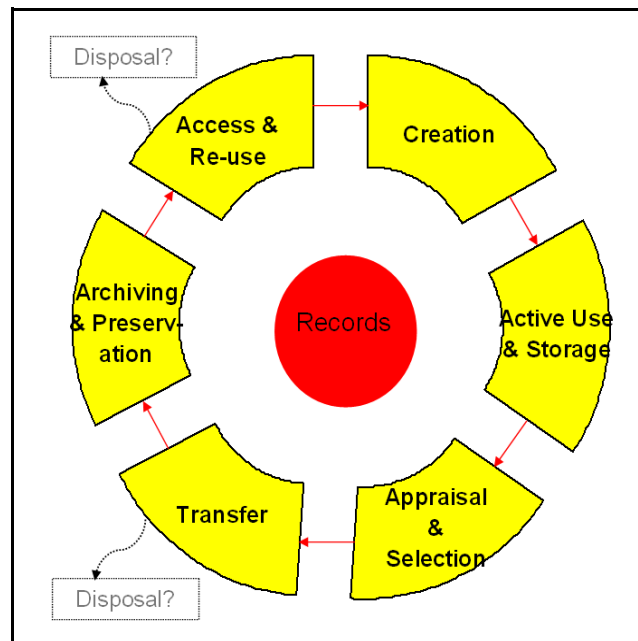 Disposal?
Access &
Re-use
Creation
Archiving
& Preserv-
ation
Records
Active Use
& Storage
Transfer
Appraisal
&
Selection
Disposal?